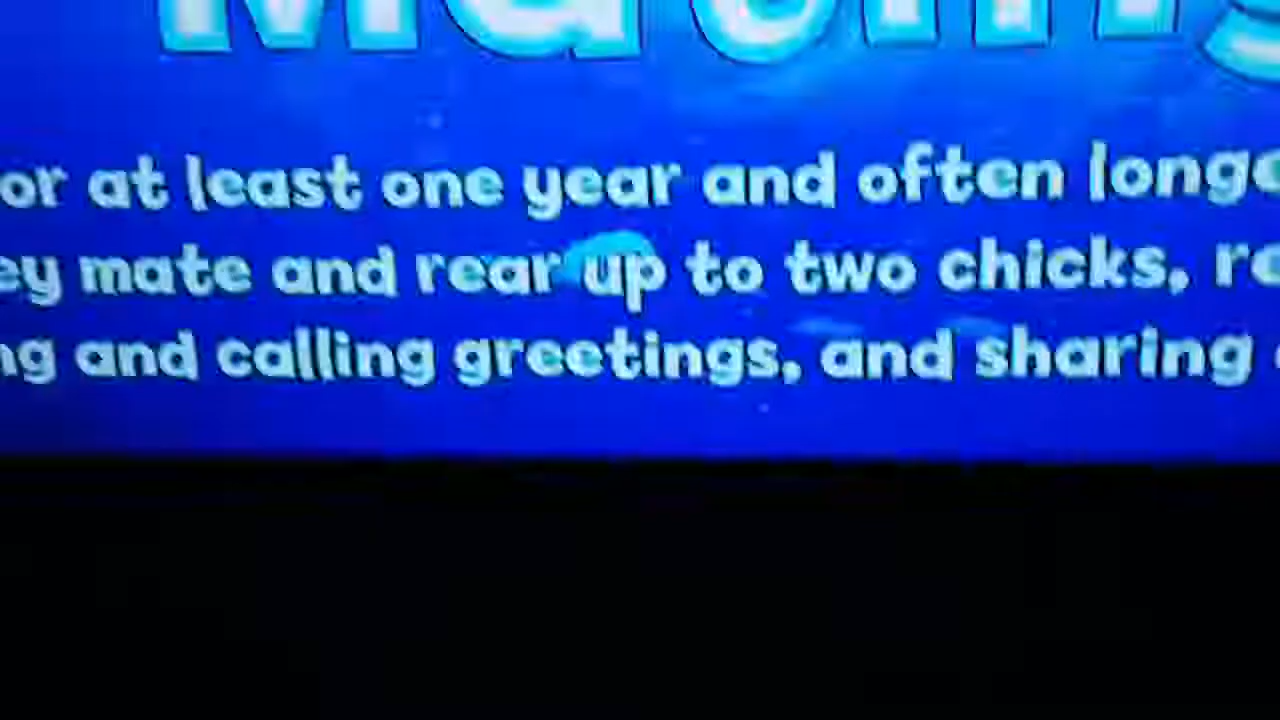 or at least one year and often longe
ey mate and rear up to two chicks, r
ng and calling greetings, and sharing